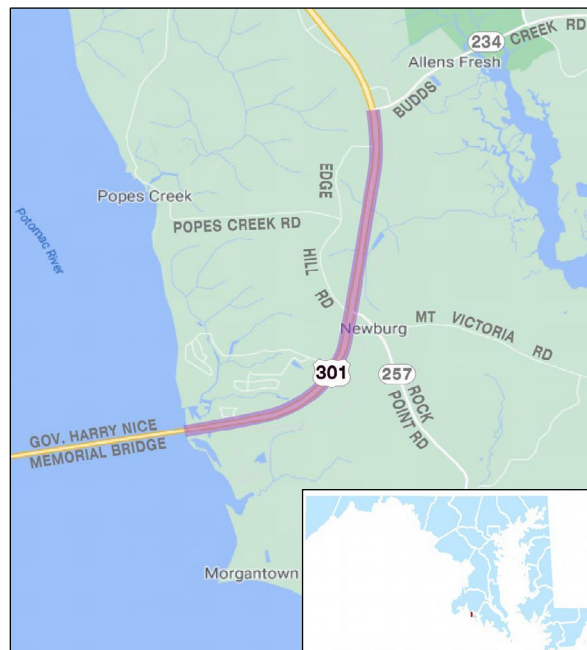 234
CREEK RD
Allens Fresh
BUDDS
EDGE
Popes Creek
POPES CREEK RD
Potomac River
HILL RD
MT VICTORIA RD
Newburg
301
257
ROCK
POINT RD
GOV. HARRY NICE
MEMORIAL BRIDGE
Morgantown